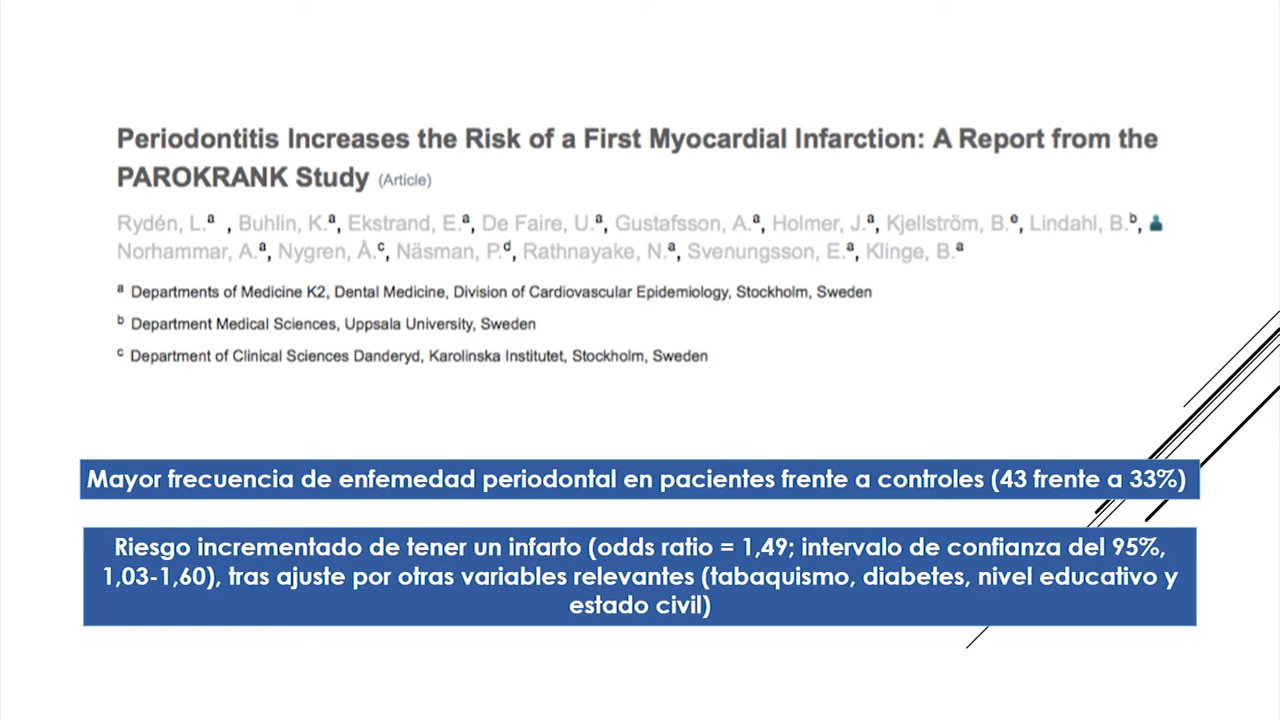 Periodontitis Increases the Risk of a First Myocardial Infarction: A Report from the
PAROKRANK Study (Article)
Rydén, L.a , Buhlin, K.a, Ekstrand, E.a, De Faire, U.a, Gustafsson, A.a, Holmer, J.a, Kjellström, B.e, Lindahl, B.b,
Norhammar, A.a, Nygren, Å.c, Näsman, P.d, Rathnayake, N.a, Svenungsson, E.a, Klinge, B.a
a Departments of Medicine K2, Dental Medicine, Division of Cardiovascular Epidemiology, Stockholm, Sweden
b Department Medical Sciences, Uppsala University, Sweden
c Department of Clinical Sciences Danderyd, Karolinska Institutet, Stockholm, Sweden
Mayor frecuencia de enfemedad periodontal en pacientes frente a controles (43 frente a 33%)
Riesgo incrementado de tener un infarto (odds ratio = 1,49; intervalo de confianza del 95%,
1,03-1,60), tras ajuste por otras variables relevantes (tabaquismo, diabetes, nivel educativo y
estado civil)